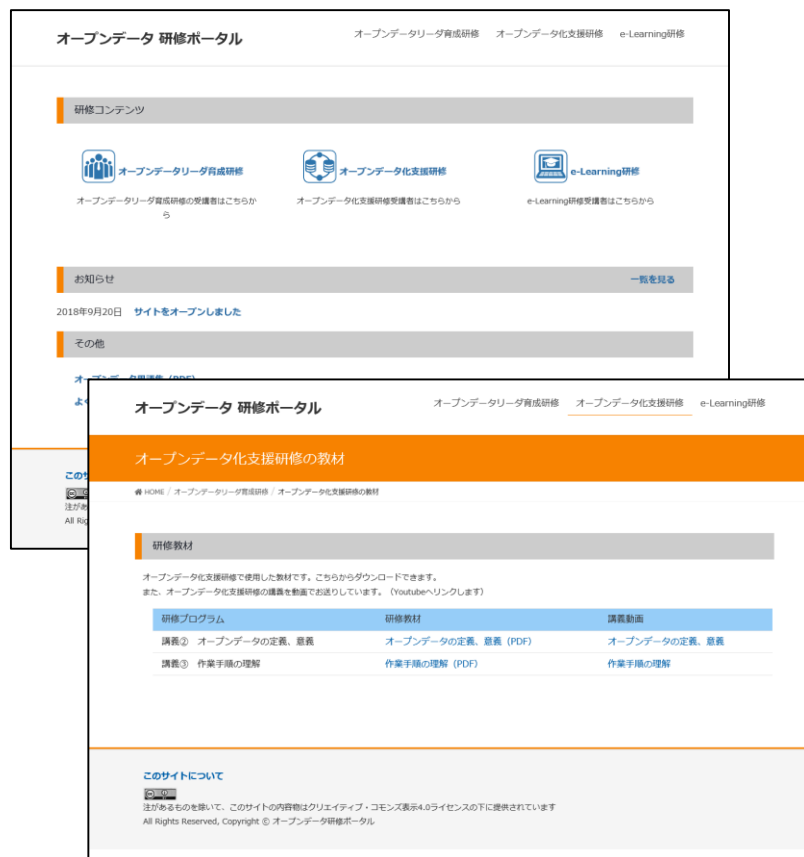 オープンデータ 研修ポータル
オープンデータリーダ育成研修 オープンデータ化支援研修 e-Learning研修
研修コンテンツ
オープンデータリーダ育成研修 オープンデータ化支援研修 e-Learning研修
オープンデータリーダ育成研修の受講者はこちらか
ら
オープンデータ化支援研修受講者はこちらから
e-Learning研修受講者はこちらから
お知らせ 一覧を見る
2018年9月20日 サイトをオープンしました
その他
オープンデータ用語集（PDF）
よく
このサ
注があ
All Rig
オープンデータ 研修ポータル
オープンデータリーダ育成研修 オープンデータ化支援研修 e-Learning研修
オープンデータ化支援研修の教材
HOME / オープンデータリーダ育成研修 / オープンデータ化支援研修の教材
研修教材
オープンデータ化支援研修で使用した教材です。こちらからダウンロードできます。
また、オープンデータ化支援研修の講義を動画でお送りしています。（Youtubeへリンクします）
研修プログラム 研修教材 講義動画
講義② オープンデータの定義、意義 オープンデータの定義、意義（PDF） オープンデータの定義、意義
講義③ 作業手順の理解 作業手順の理解（PDF） 作業手順の理解
このサイトについて
注があるものを除いて、このサイトの内容物はクリエイティブ・コモンズ表示4.0ライセンスの下に提供されています
All Rights Reserved, Copyright © オープンデータ研修ポータル